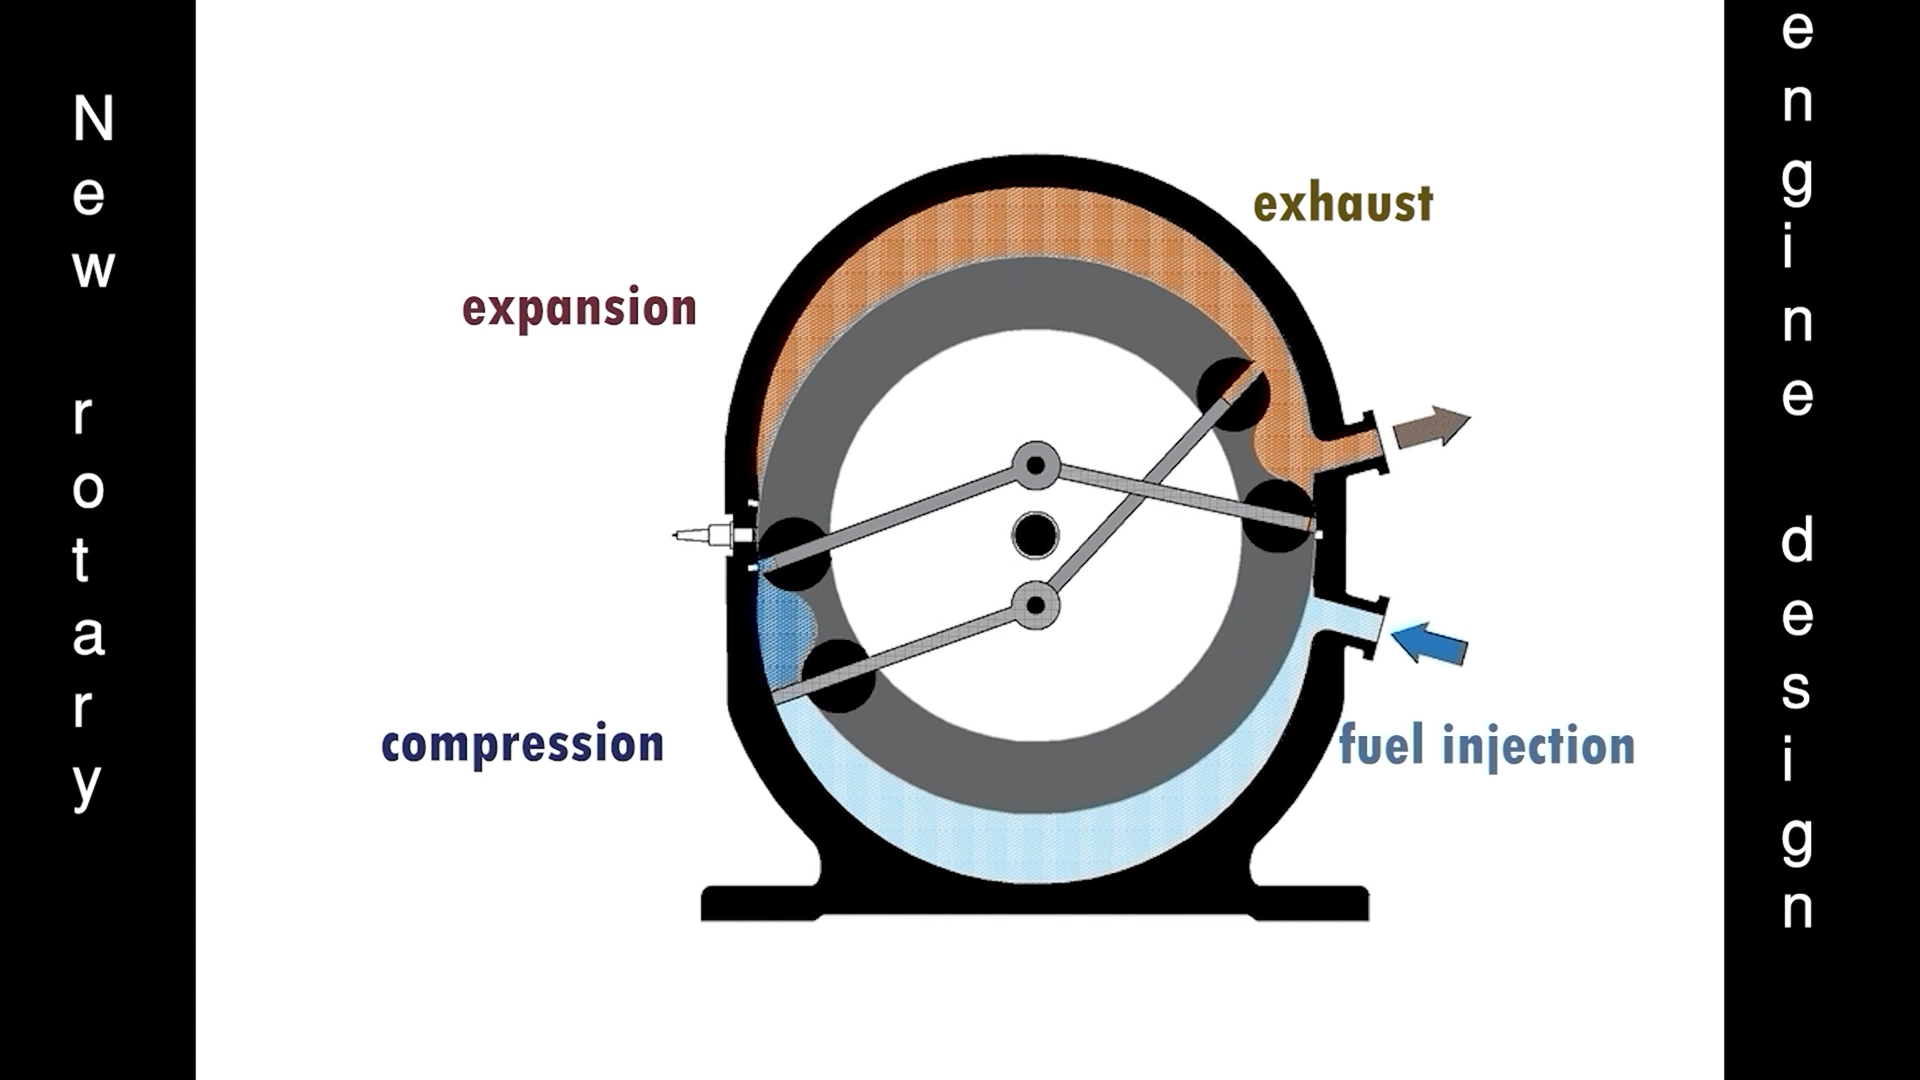 New rotary
engine design
exhaust
expansion
compression
fuel injection